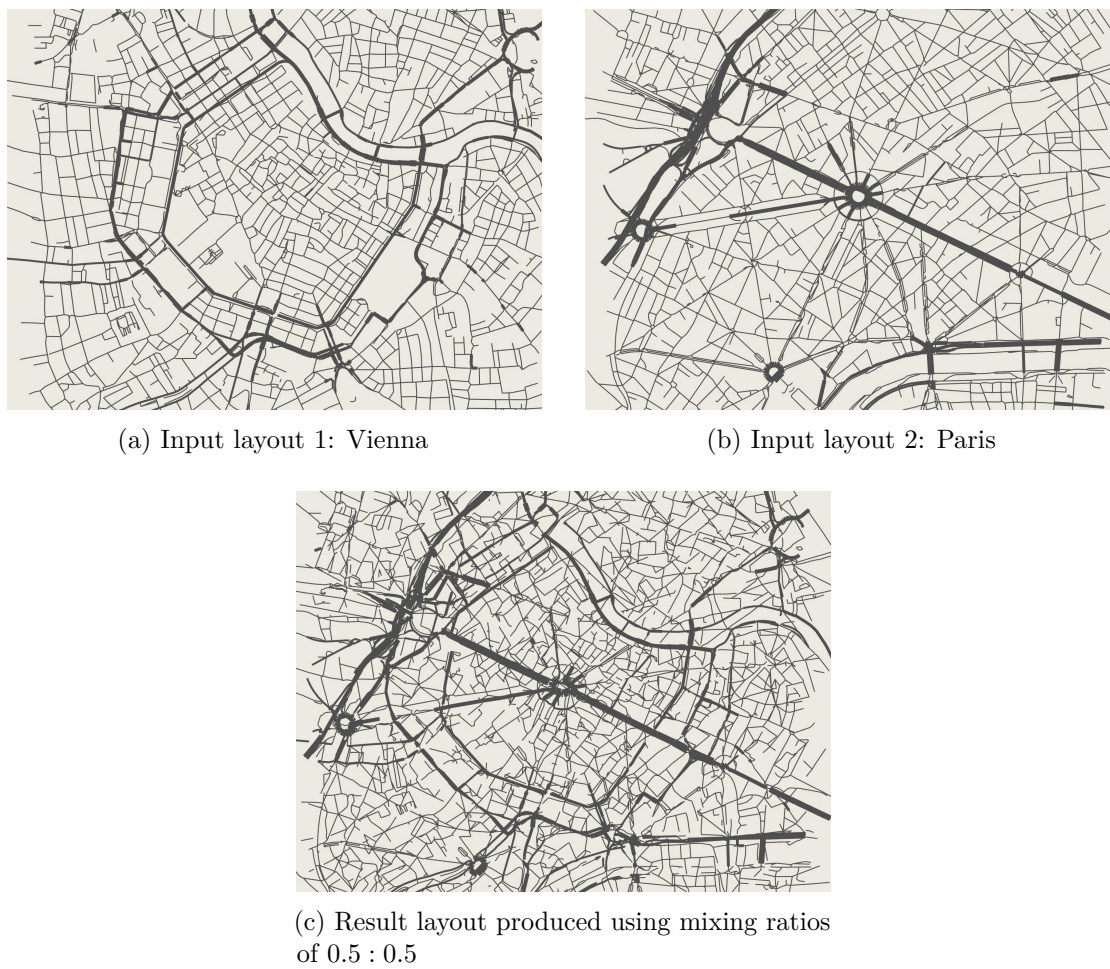 (a) Input layout 1: Vienna
(b) Input layout 2: Paris
(c) Result layout produced using mixing ratios
of 0.5 : 0.5